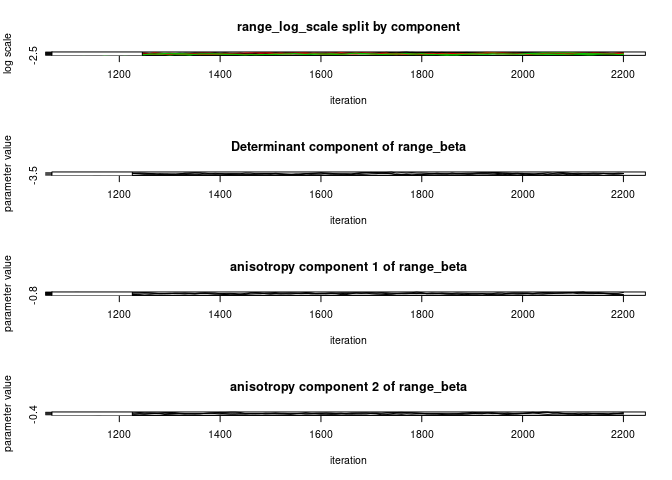 range_log_scale split by component
log scale
-2.5
1200 1400 1600 1800 2000 2200
iteration
Determinant component of range_beta
parameter value
-3.5
1200 1400 1600 1800 2000 2200
iteration
anisotropy component 1 of range_beta
parameter value
-0.8
1200 1400 1600 1800 2000 2200
iteration
anisotropy component 2 of range_beta
parameter value
-0.4
1200 1400 1600 1800 2000 2200
iteration